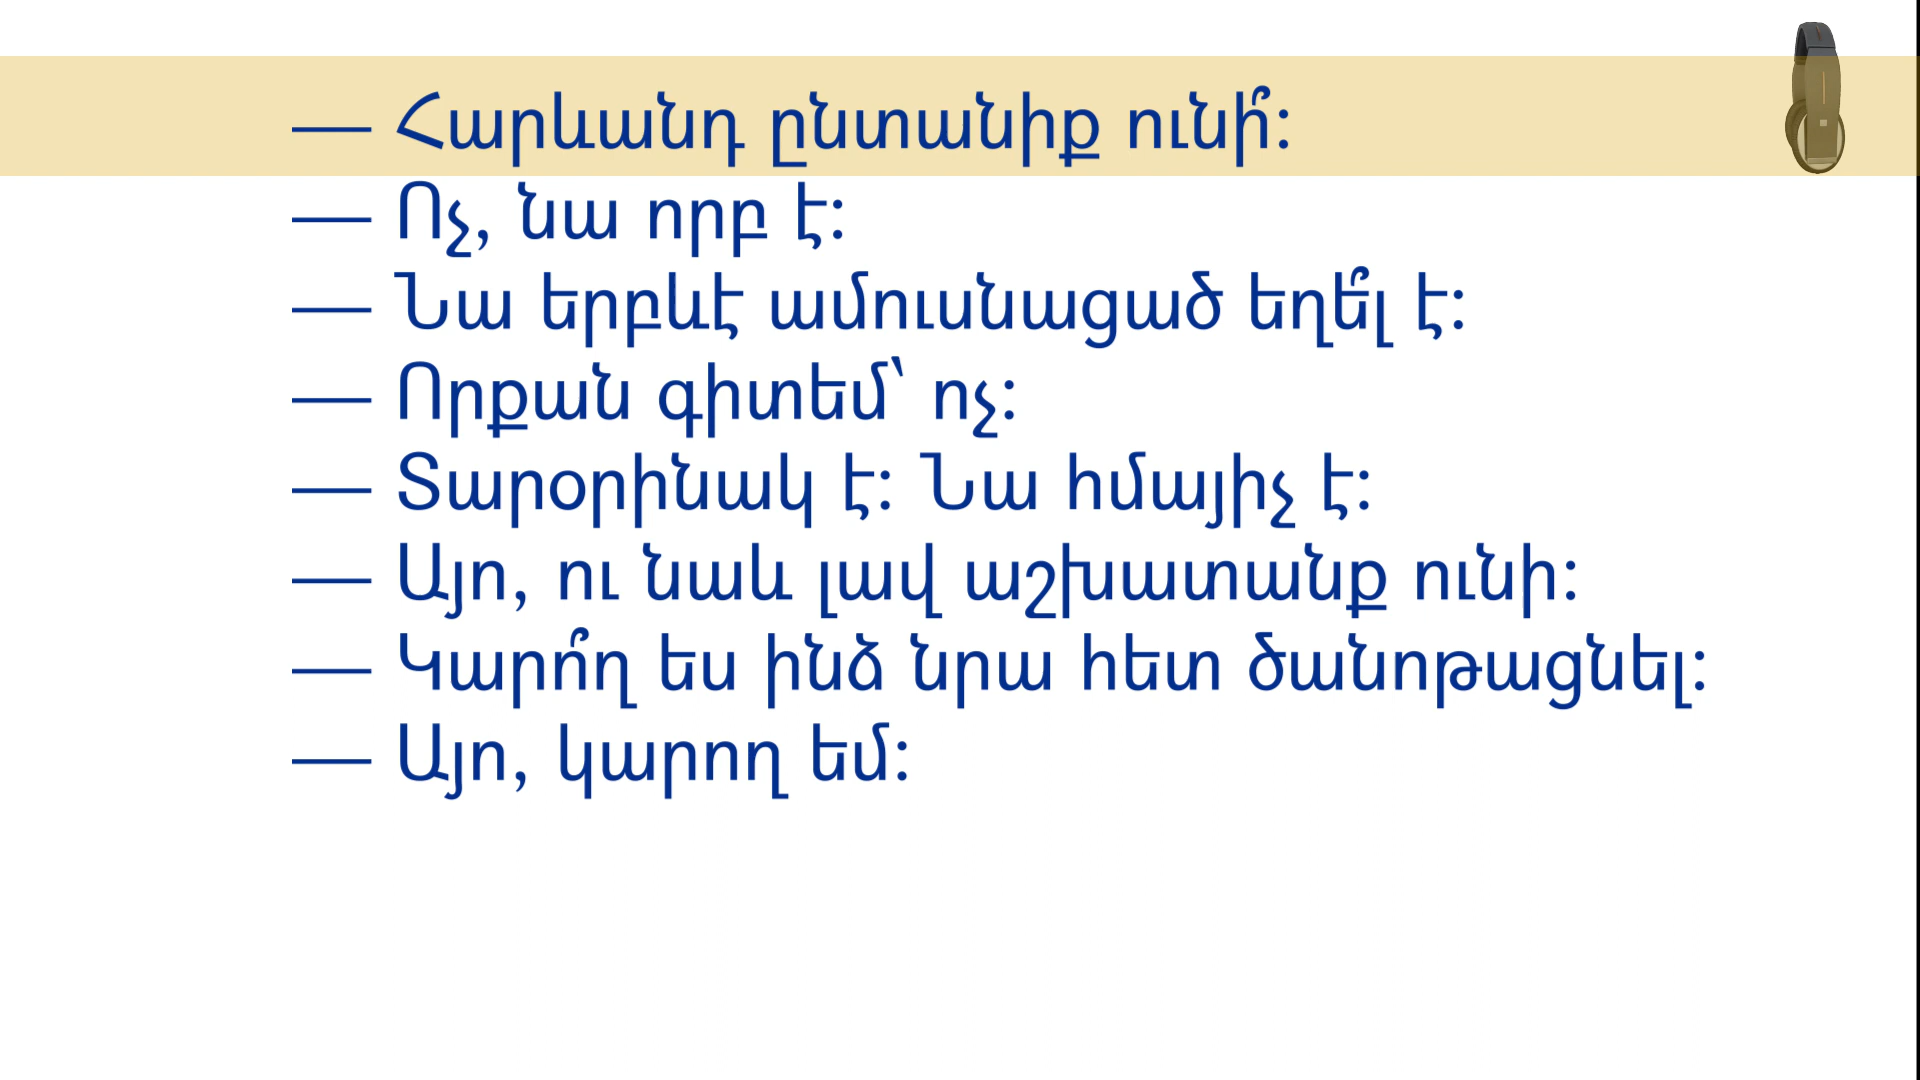 — Հարևանդ ընտանիք ունի՞:
— Ոչ, նա որբ է:
— Նա երբևէ ամուսնացած եղե՞լ է:
— Որքան գիտեմ՝ ոչ:
— Տարօրինակ է: Նա հմայիչ է:
— Այո, ու նաև լավ աշխատանք ունի:
— Կարո՞ղ ես ինձ նրա հետ ծանոթացնել:
— Այո, կարող եմ: